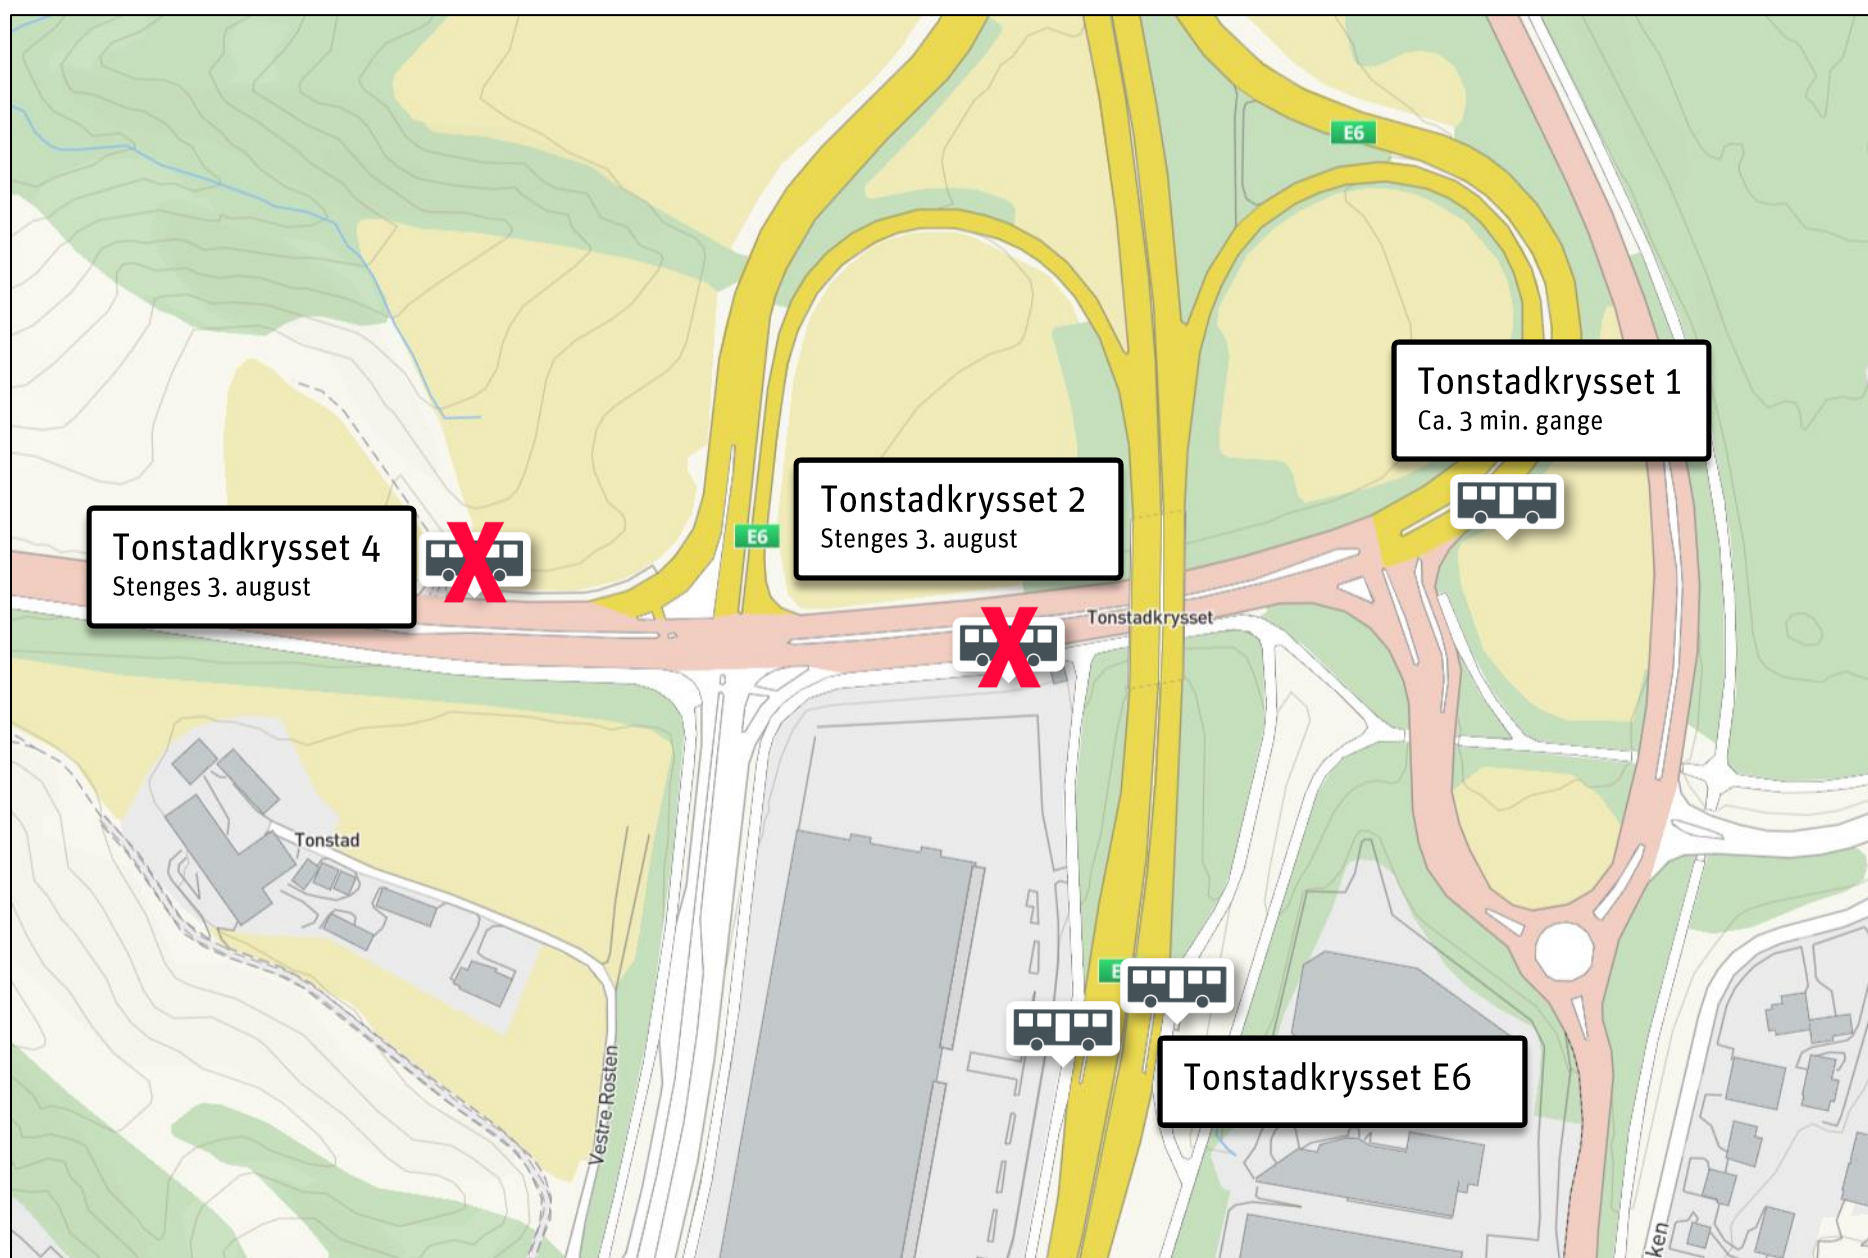 E6
Tonstadkrysset 1
Ca. 3 min. gange
Tonstadkrysset 2
Stenges 3. august
Tonstadkrysset 4
Stenges 3. august
E6
Tonstadkrysset
Tonstad
E
Tonstadkrysset E6
Vestre Rosten
ken